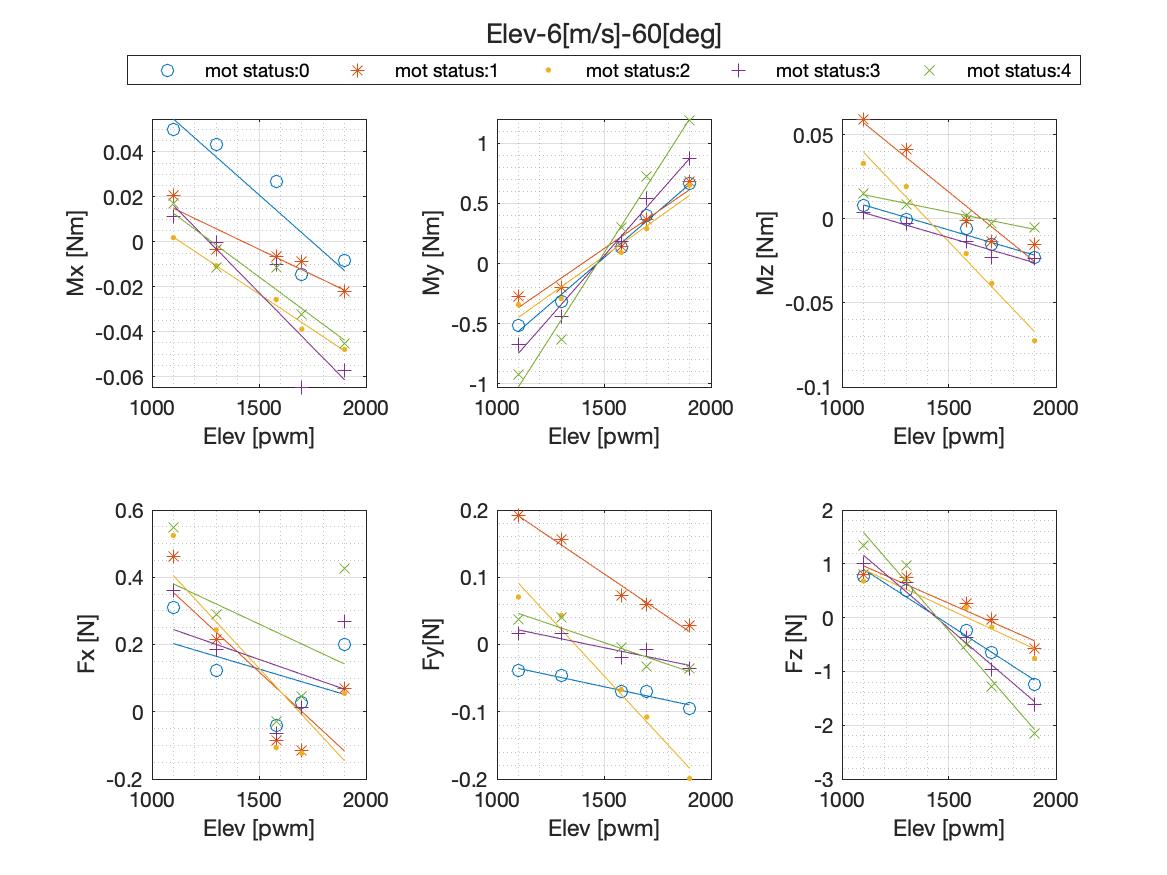 Elev-6[m/s]-60[deg]
mot status:0 mot status:1 mot status:2 mot status:3 mot status:4
0.04
0.02
0
-0.02
-0.04
-0.06
Mx [Nm]
1000 1500 2000
Elev [pwm]
1
0.5
0
-0.5
-1
My [Nm]
1000 1500 2000
Elev [pwm]
0.05
0
-0.05
-0.1
Mz [Nm]
1000 1500 2000
Elev [pwm]
0.6
0.4
0.2
0
-0.2
Fx [N]
1000 1500 2000
Elev [pwm]
0.2
0.1
0
-0.1
-0.2
Fy[N]
1000 1500 2000
Elev [pwm]
2
1
0
-1
-2
-3
Fz [N]
1000 1500 2000
Elev [pwm]